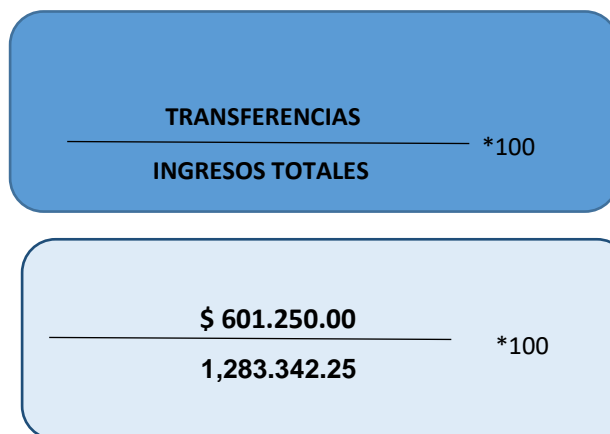 TRANSFERENCIAS
*100
INGRESOS TOTALES
$ 601.250.00
*100
1,283.342.25